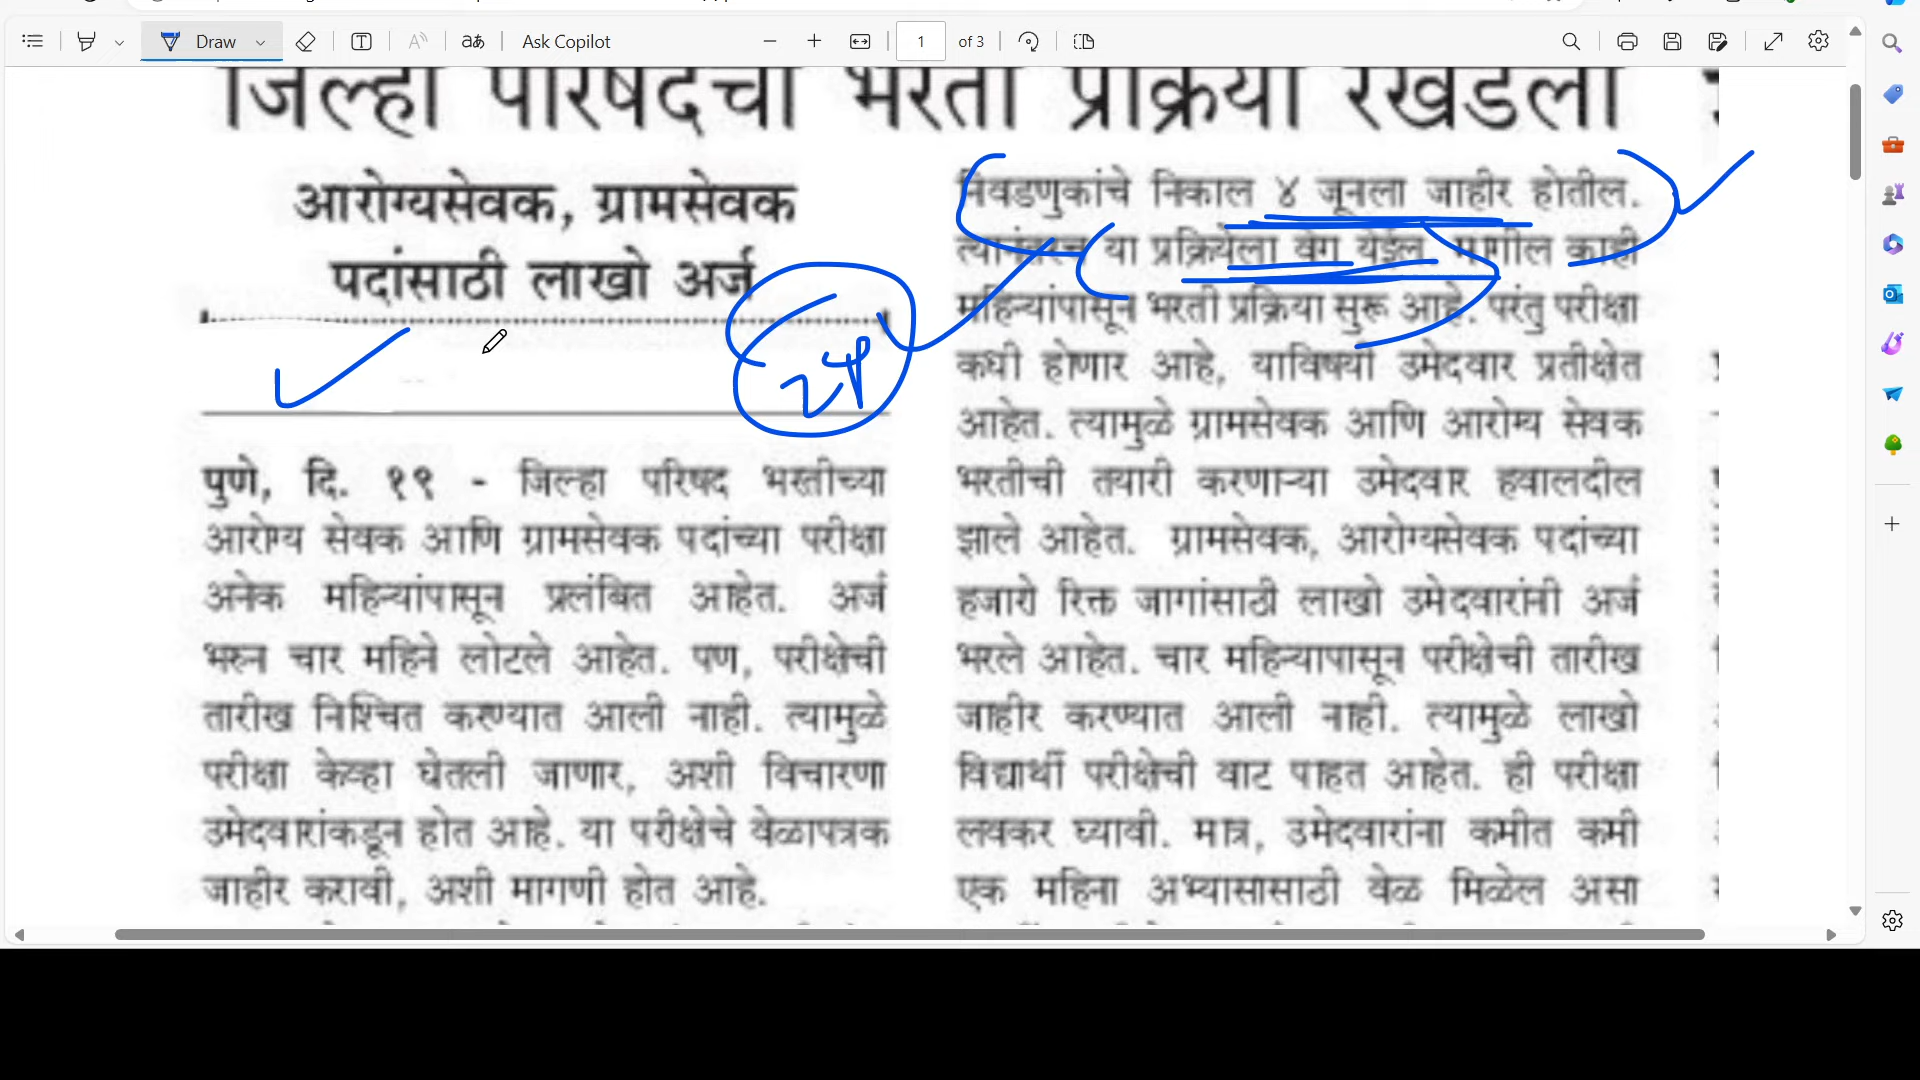 Draw
aあ
Ask Copilot
1
of 3
जिल्हा परिषदेची भरती प्रक्रिया रखडली
आरोग्यसेवक, ग्रामसेवक
पदांसाठी लाखो अर्ज
पुणे, दि. १९ - जिल्हा परिषद भरतीच्या
आरोग्य सेवक आणि ग्रामसेवक पदांच्या परीक्षा
अनेक महिन्यांपासून प्रलंबित आहेत. अर्ज
भरुन चार महिने लोटले आहेत. पण, परीक्षेची
तारीख निश्चित करण्यात आली नाही. त्यामुळे
परीक्षा केव्हा घेतली जाणार, अशी विचारणा
उमेदवारांकडून होत आहे. या परीक्षेचे वेळापत्रक
जाहीर करावी, अशी मागणी होत आहे.
निवडणुकांचे निकाल ४ जूनला जाहीर होतील.
त्यानंतरच या प्रक्रियेला वेग येईल. मागील काही
महिन्यांपासून भरती प्रक्रिया सुरू आहे. परंतु परीक्षा
कधी होणार आहे, याविषयी उमेदवार प्रतीक्षेत
आहेत. त्यामुळे ग्रामसेवक आणि आरोग्य सेवक
भरतीची तयारी करणाऱ्या उमेदवार हवालदील
झाले आहेत. ग्रामसेवक, आरोग्यसेवक पदांच्या
हजारो रिक्त जागांसाठी लाखो उमेदवारांनी अर्ज
भरले आहेत. चार महिन्यापासून परीक्षेची तारीख
जाहीर करण्यात आली नाही. त्यामुळे लाखो
विद्यार्थी परीक्षेची वाट पाहत आहेत. ही परीक्षा
लवकर घ्यावी. मात्र, उमेदवारांना कमीत कमी
एक महिना अभ्यासासाठी वेळ मिळेल असा